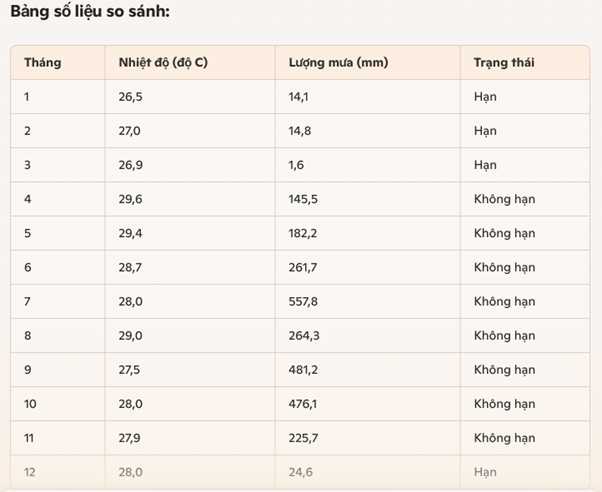 Bảng số liệu so sánh:
Tháng Nhiệt độ (độ C) Lượng mưa (mm) Trạng thái
1 26,5 14,1 Hạn
2 27,0 14,8 Hạn
3 26,9 1,6 Hạn
4 29,6 145,5 Không hạn
5 29,4 182,2 Không hạn
6 28,7 261,7 Không hạn
7 28,0 557,8 Không hạn
8 29,0 264,3 Không hạn
9 27,5 481,2 Không hạn
10 28,0 476,1 Không hạn
11 27,9 225,7 Không hạn
12 28,0 24,6 Hạn